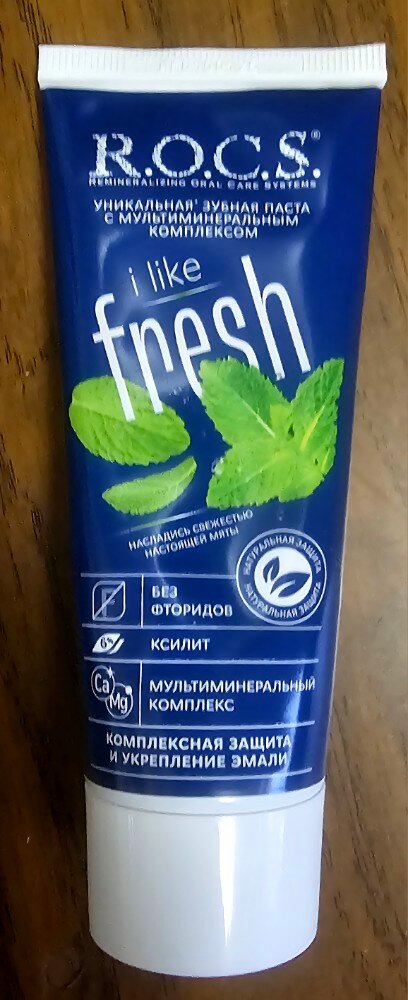 R.O.C.S.®
REMINERALIZING ORAL CARE SYSTEMS
УНИКАЛЬНАЯ* ЗУБНАЯ ПАСТА
С МУЛЬТИМИНЕРАЛЬНЫМ
КОМПЛЕКСОМ
i like
fresh
НАСЛАДИСЬ СВЕЖЕСТЬЮ
НАСТОЯЩЕЙ МЯТЫ
НАТУРАЛЬНАЯ ЗАЩИТА
НАТУРАЛЬНАЯ ЗАЩИТА
F
БЕЗ
ФТОРИДОВ
6%
КСИЛИТ
Ca
Mg
МУЛЬТИМИНЕРАЛЬНЫЙ
КОМПЛЕКС
КОМПЛЕКСНАЯ ЗАЩИТА
И УКРЕПЛЕНИЕ ЭМАЛИ